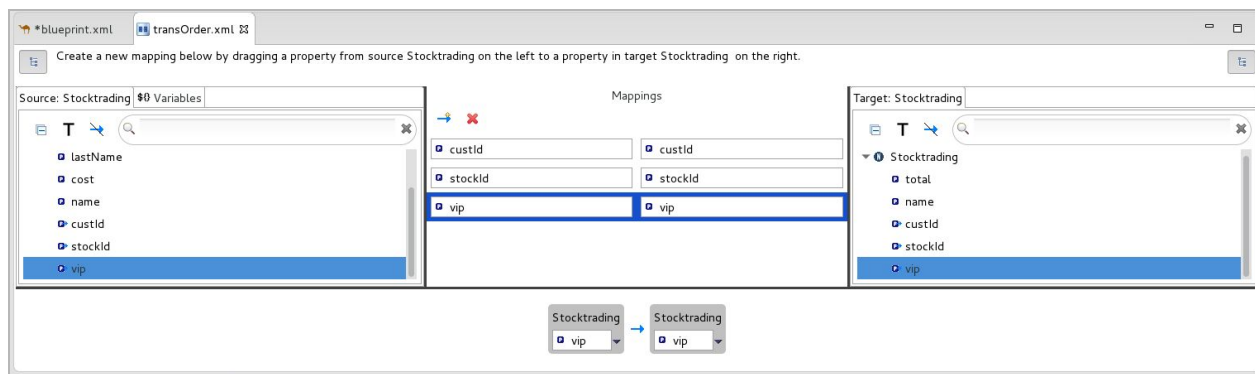 *blueprint.xml transOrder.xml
Create a new mapping below by dragging a property from source Stocktrading on the left to a property in target Stocktrading on the right.
Source: Stocktrading ${} Variables
Mappings
Target: Stocktrading
T
T
lastName
cost
name
custId
stockId
vip
custId custId
stockId stockId
vip vip
Stocktrading
total
name
custId
stockId
vip
Stocktrading Stocktrading
vip vip